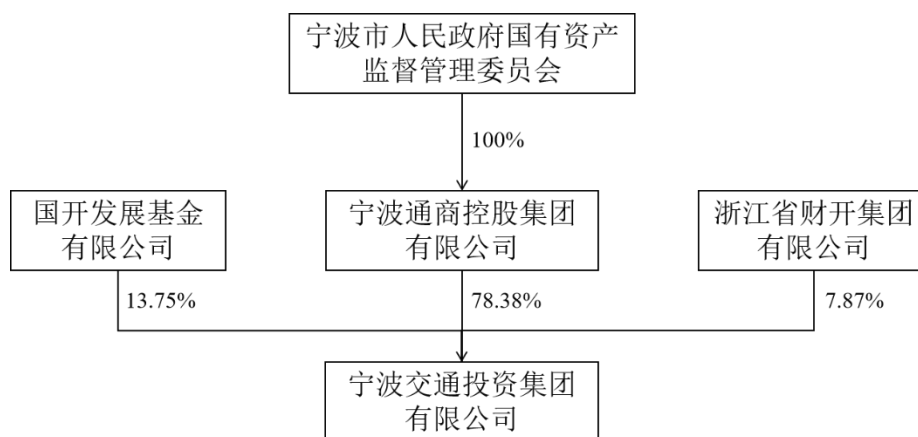 宁波市人民政府国有资产
监督管理委员会
100%
国开发展基金
有限公司
宁波通商控股集团
有限公司
浙江省财开集团
有限公司
13.75%
78.38%
7.87%
宁波交通投资集团
有限公司